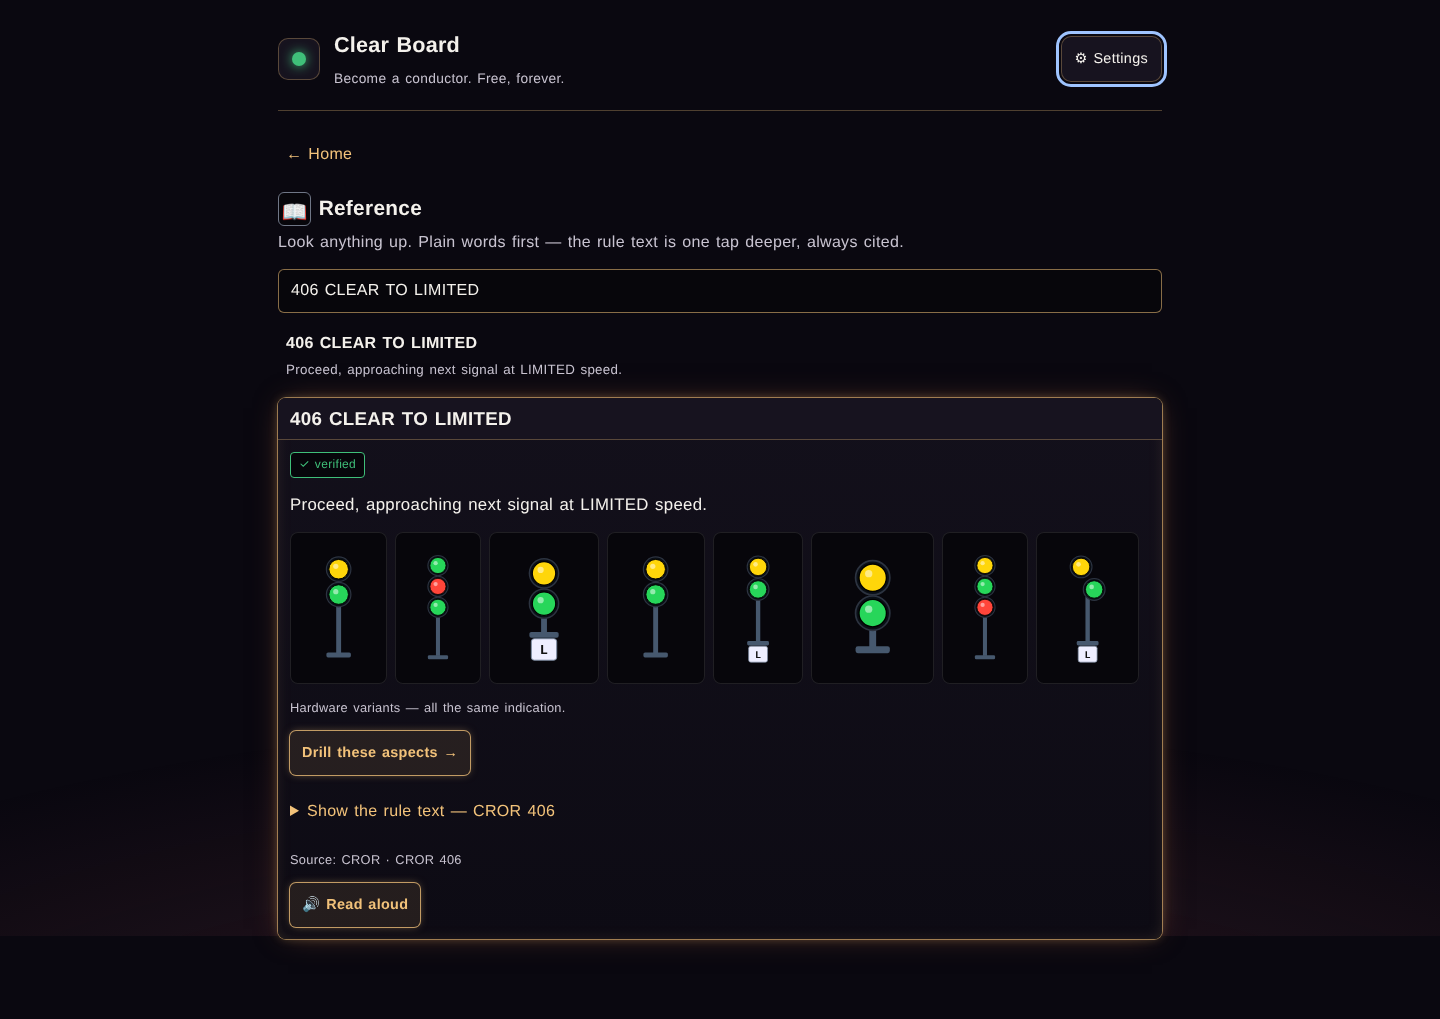 Clear Board
Become a conductor. Free, forever.
⚙ Settings
← Home
📖 Reference
Look anything up. Plain words first — the rule text is one tap deeper, always cited.
406 CLEAR TO LIMITED
406 CLEAR TO LIMITED
Proceed, approaching next signal at LIMITED speed.
406 CLEAR TO LIMITED
✓ verified
Proceed, approaching next signal at LIMITED speed.
L
L
L
Hardware variants — all the same indication.
Drill these aspects →
▶ Show the rule text — CROR 406
Source: CROR · CROR 406
🔊 Read aloud